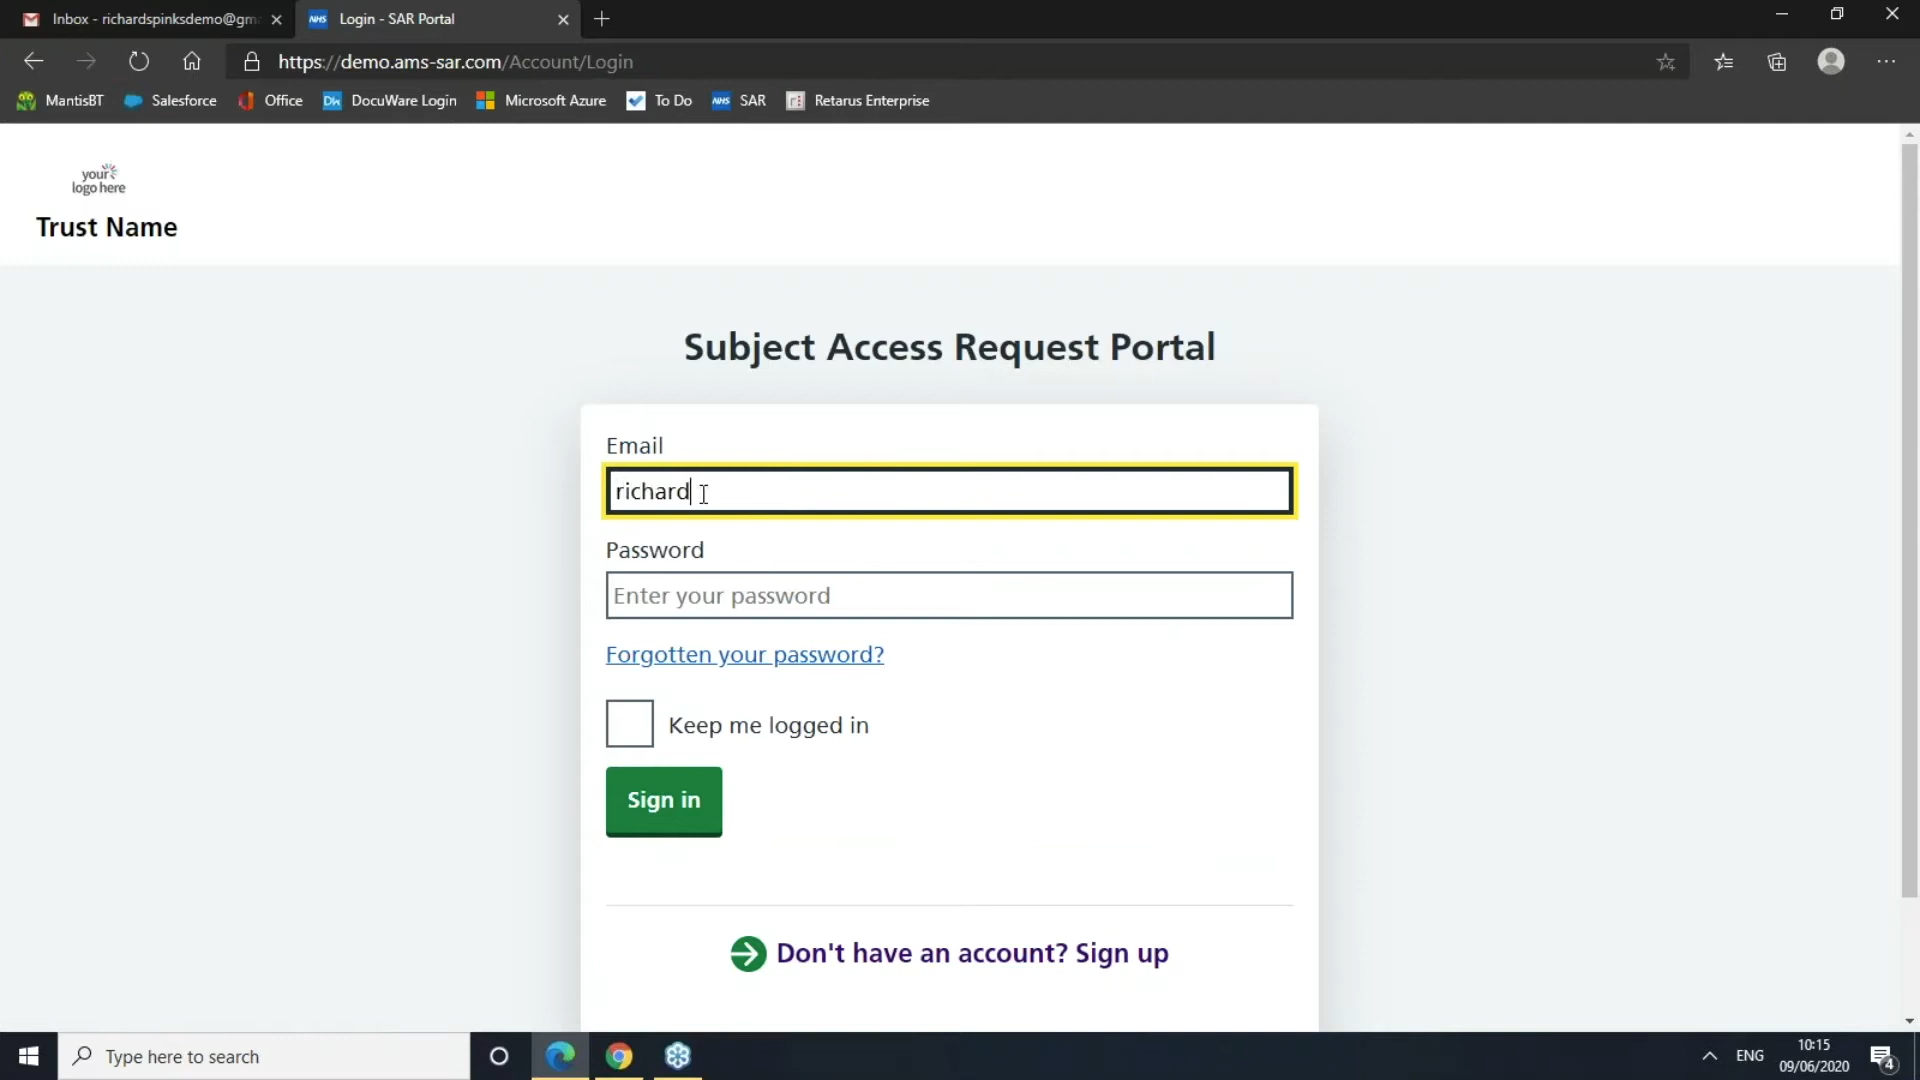 Inbox - richardspinksdemo@gm
Login - SAR Portal
https://demo.ams-sar.com/Account/Login
MantisBT
Salesforce
Office
DocuWare Login
Microsoft Azure
To Do
NHS
SAR
Retarus Enterprise
your
logo here
Trust Name
Subject Access Request Portal
Email
richard
Password
Enter your password
Forgotten your password?
Keep me logged in
Sign in
Don't have an account? Sign up
Type here to search
ENG
10:15
09/06/2020
4